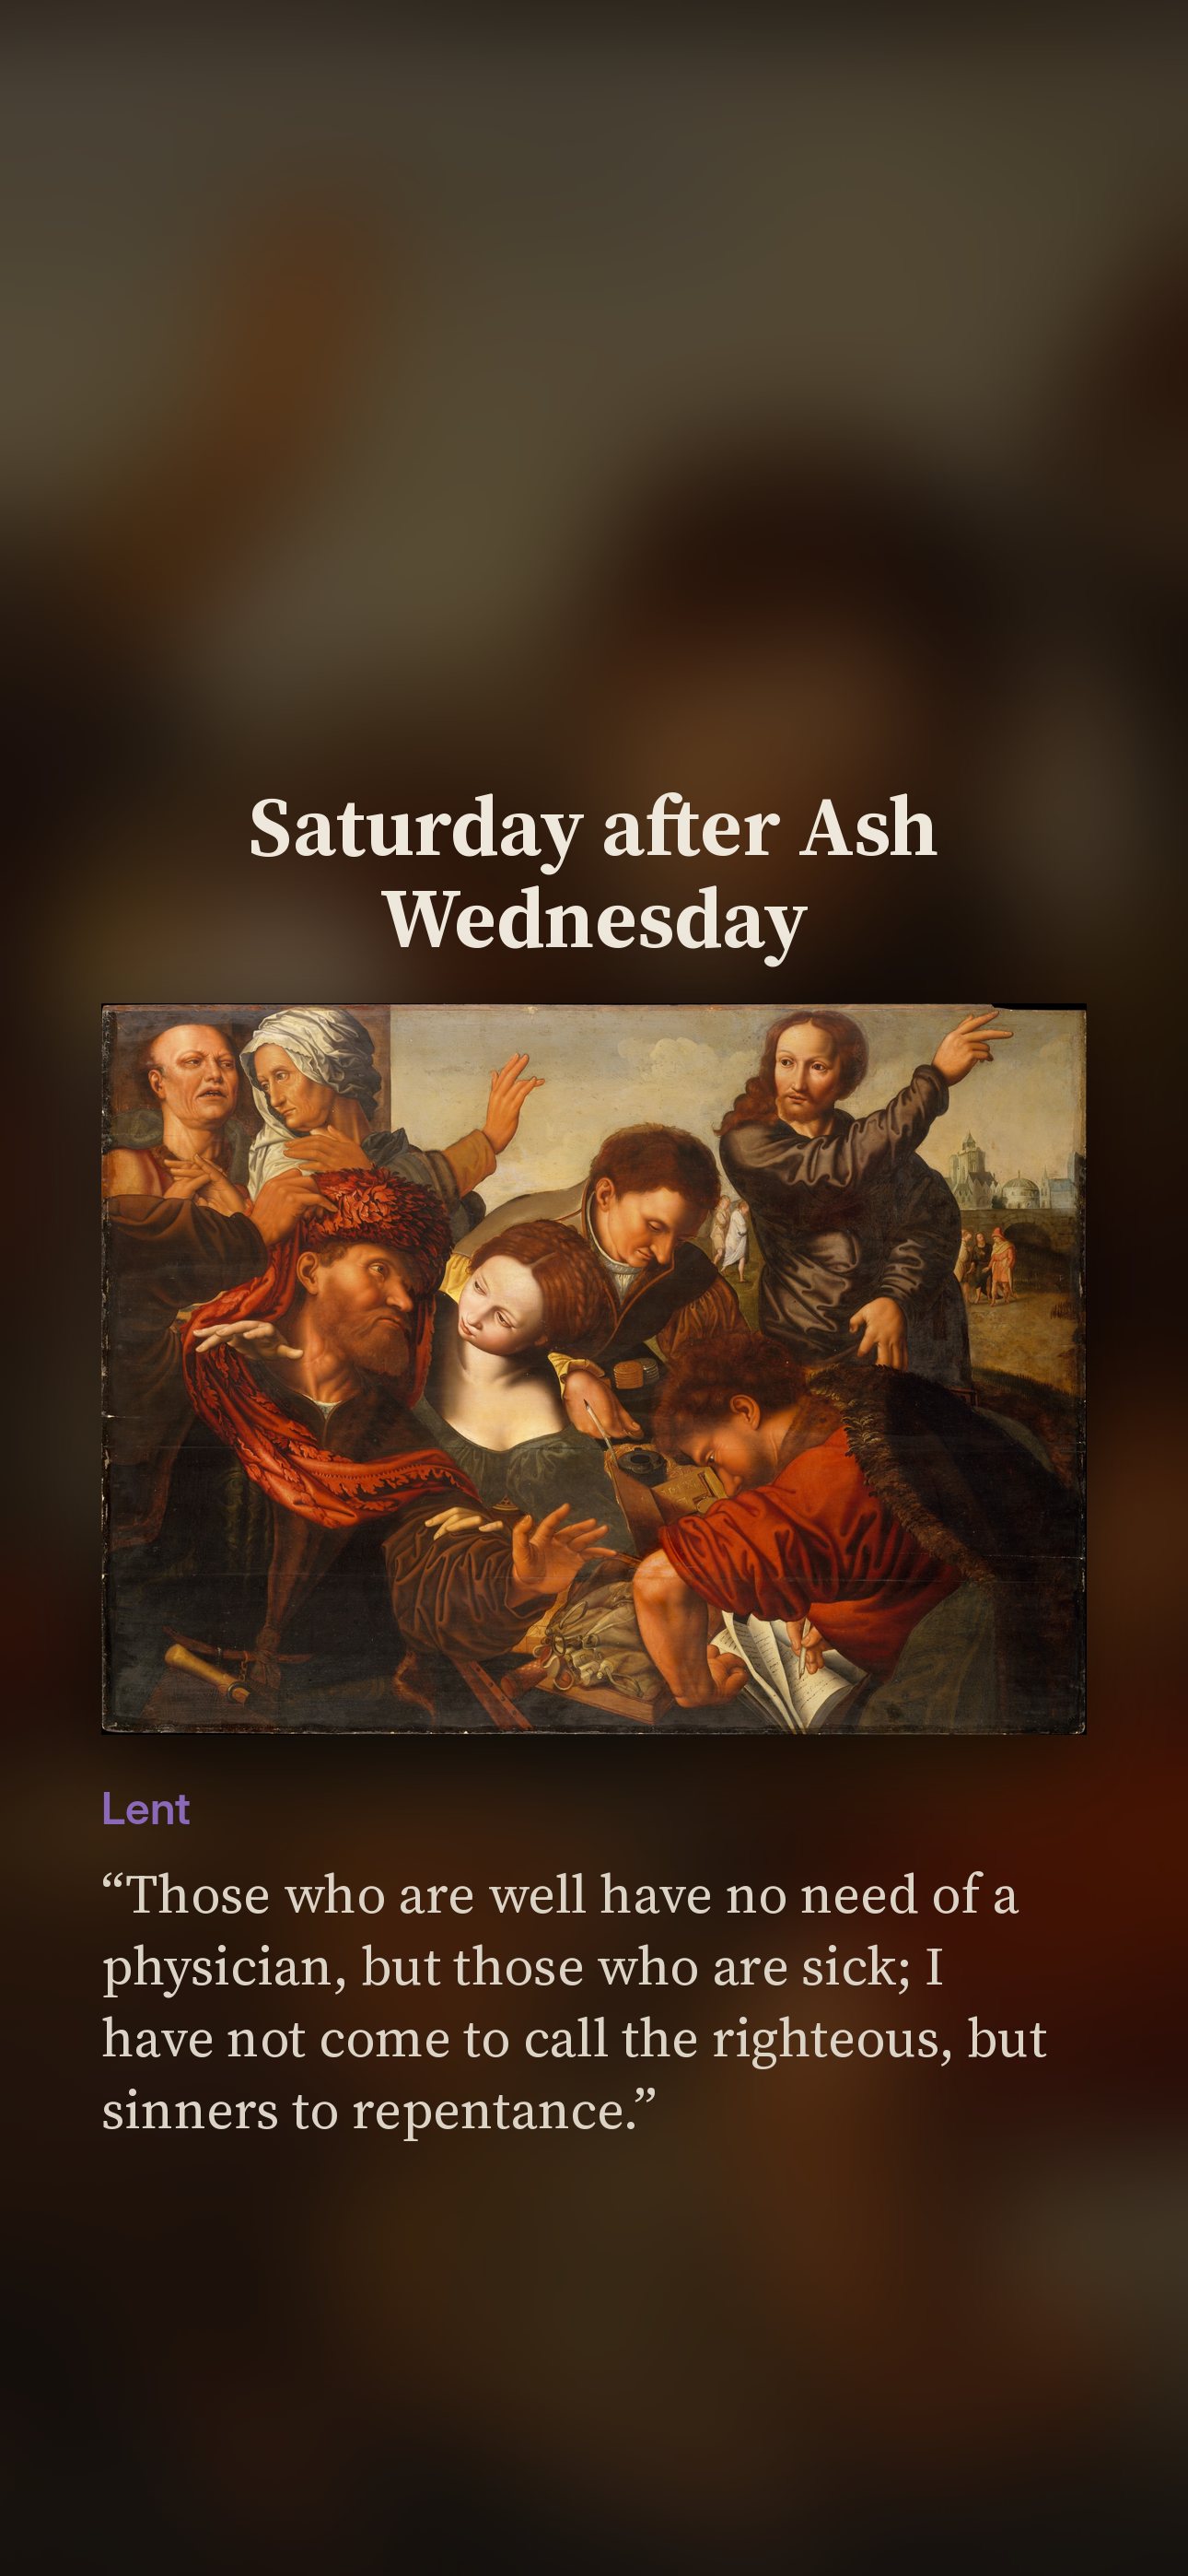 Saturday after Ash
Wednesday
Lent
“Those who are well have no need of a
physician, but those who are sick; I
have not come to call the righteous, but
sinners to repentance.”